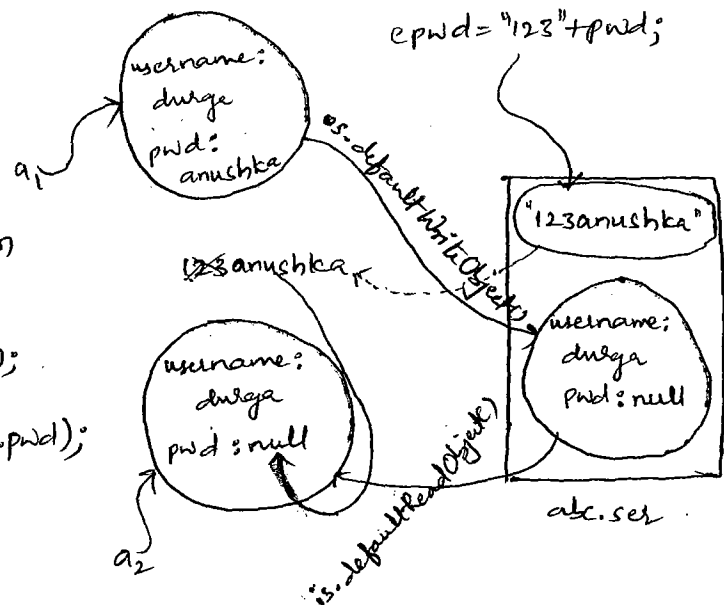 epwd="123"+pwd;
username:
durga
pwd:
anushka
a1
os.defaultWriteObject()
"123anushka"
123anushka
username:
durga
pwd:null
);
.pwd);
username:
durga
pwd:null
a2
is.defaultReadObject()
abc.ser